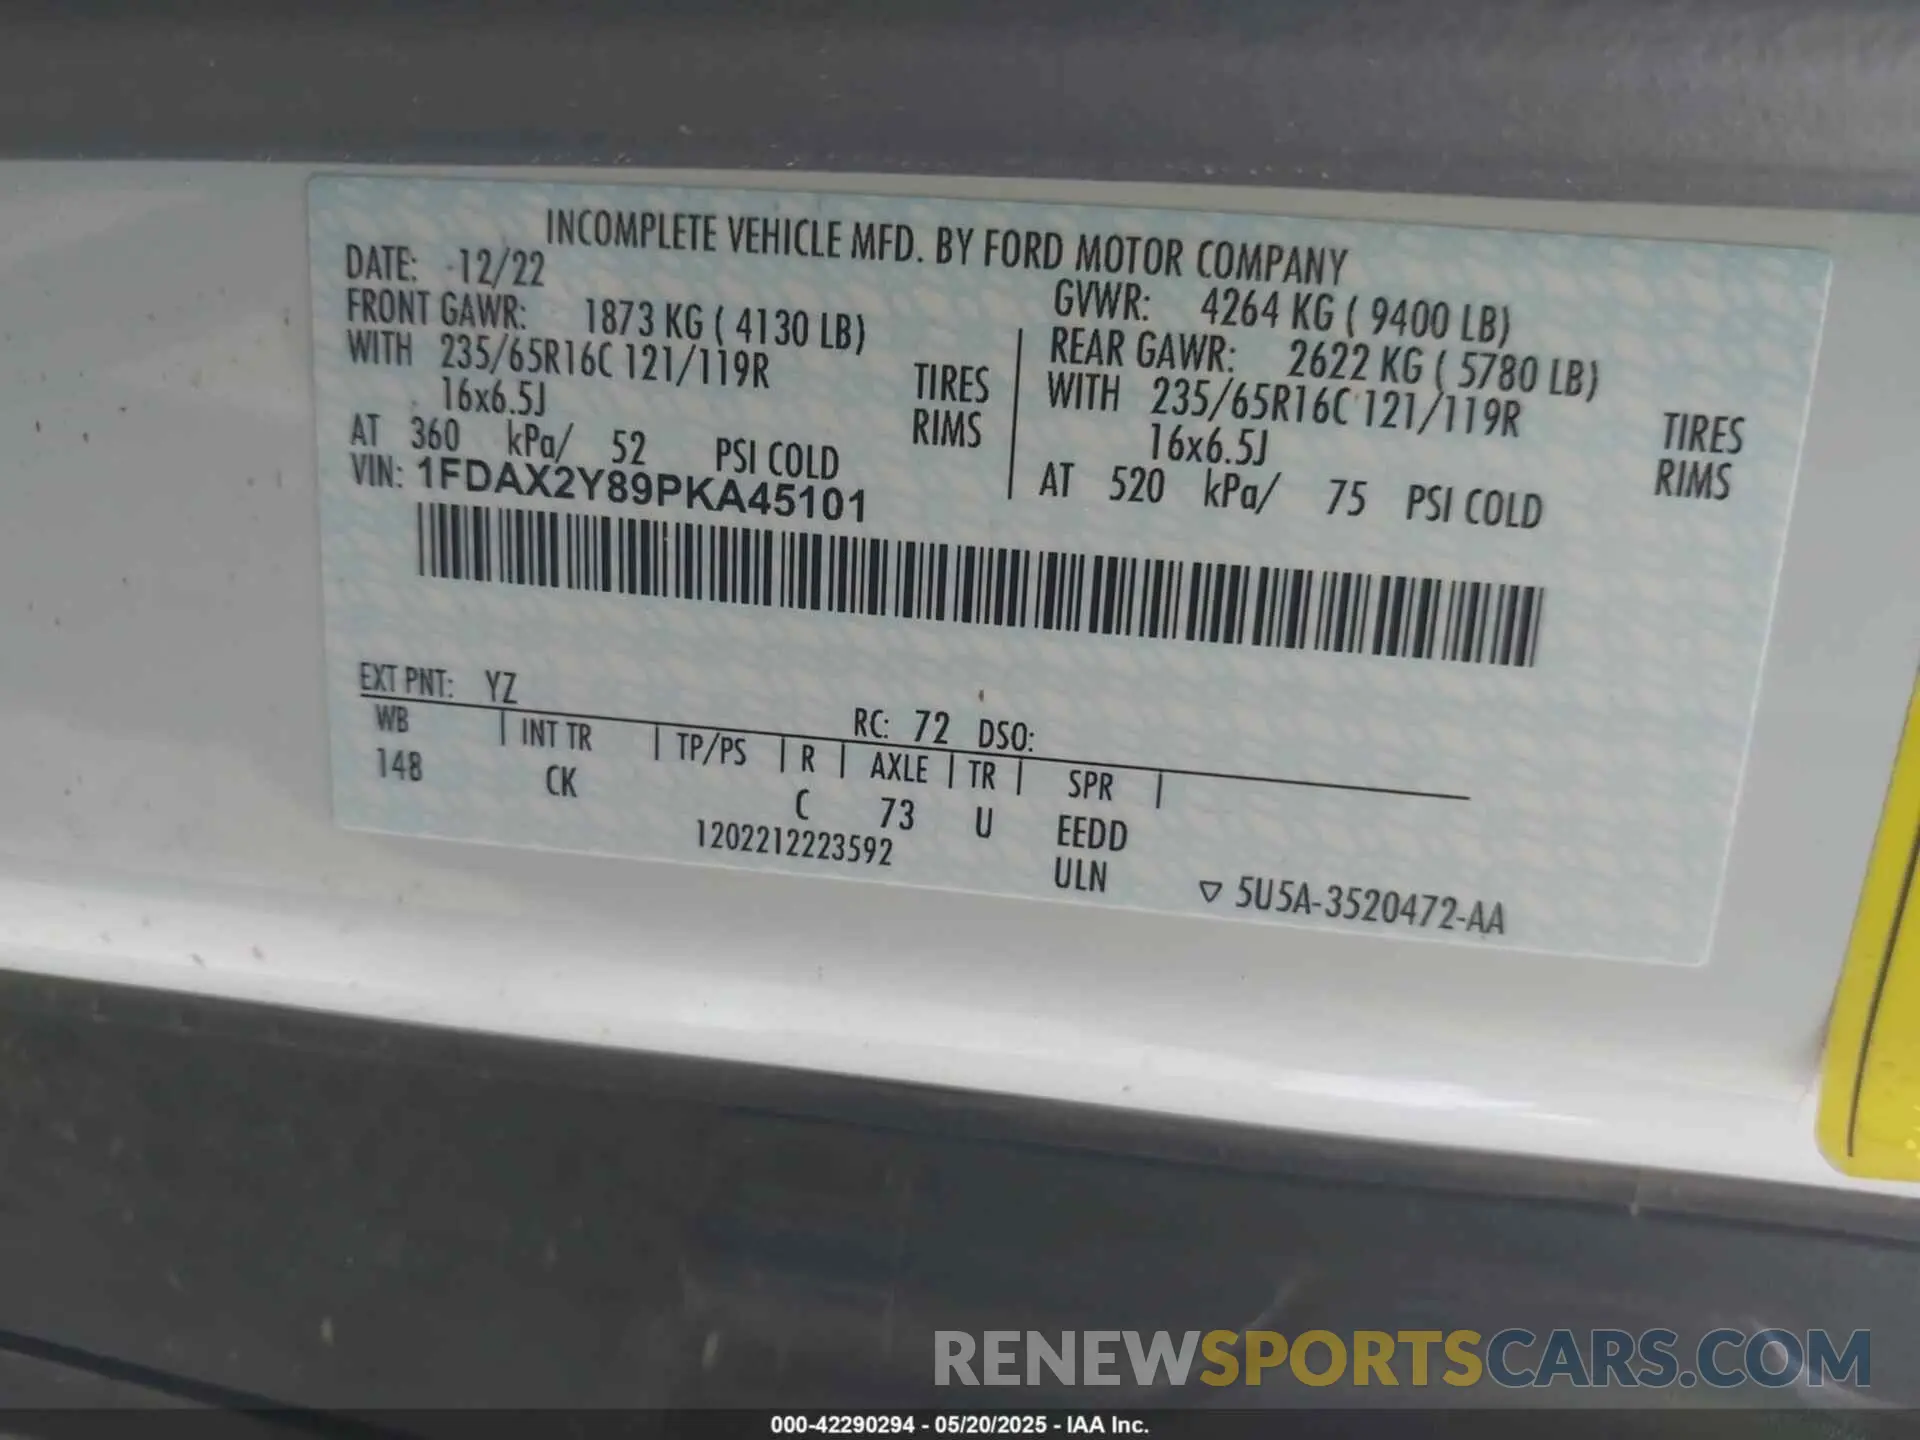 INCOMPLETE VEHICLE MFD. BY FORD MOTOR COMPANY
DATE: 12/22
GVWR: 4264 KG ( 9400 LB)
FRONT GAWR: 1873 KG ( 4130 LB)
REAR GAWR: 2622 KG ( 5780 LB)
WITH 235/65R16C 121/119R TIRES
WITH 235/65R16C 121/119R TIRES
16x6.5J RIMS
16x6.5J RIMS
AT 360 kPa/ 52 PSI COLD
AT 520 kPa/ 75 PSI COLD
VIN: 1FDAX2Y89PKA45101
EXT PNT: YZ RC: 72 DSO:
WB | INT TR | TP/PS | R | AXLE | TR | SPR |
148 CK C 73 U EEDD
1202212223592 ULN
▽ 5U5A-3520472-AA
RENEWSPORTSCARS.COM
000-42290294 - 05/20/2025 - IAA Inc.